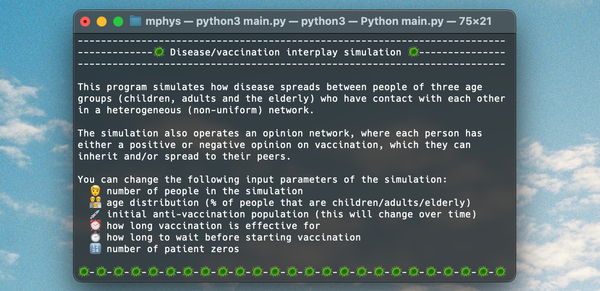 mphys — python3 main.py — python3 — Python main.py — 75×21
---------------------------------------------------------------------------
-------------🦠 Disease/vaccination interplay simulation 🦠---------------
---------------------------------------------------------------------------
This program simulates how disease spreads between people of three age
groups (children, adults and the elderly) who have contact with each other
in a heterogeneous (non-uniform) network.
The simulation also operates an opinion network, where each person has
either a positive or negative opinion on vaccination, which they can
inherit and/or spread to their peers.
You can change the following input parameters of the simulation:
number of people in the simulation
age distribution (% of people that are children/adults/elderly)
initial anti-vaccination population (this will change over time)
how long vaccination is effective for
how long to wait before starting vaccination
number of patient zeros